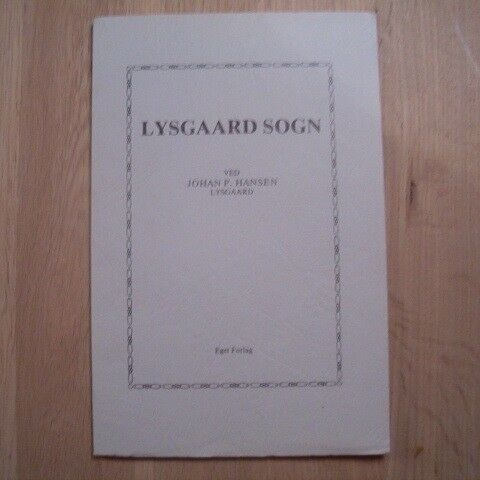 LYSGAARD SOGN
VED
JOHAN P. HANSEN
LYSGAARD
Eget Forlag